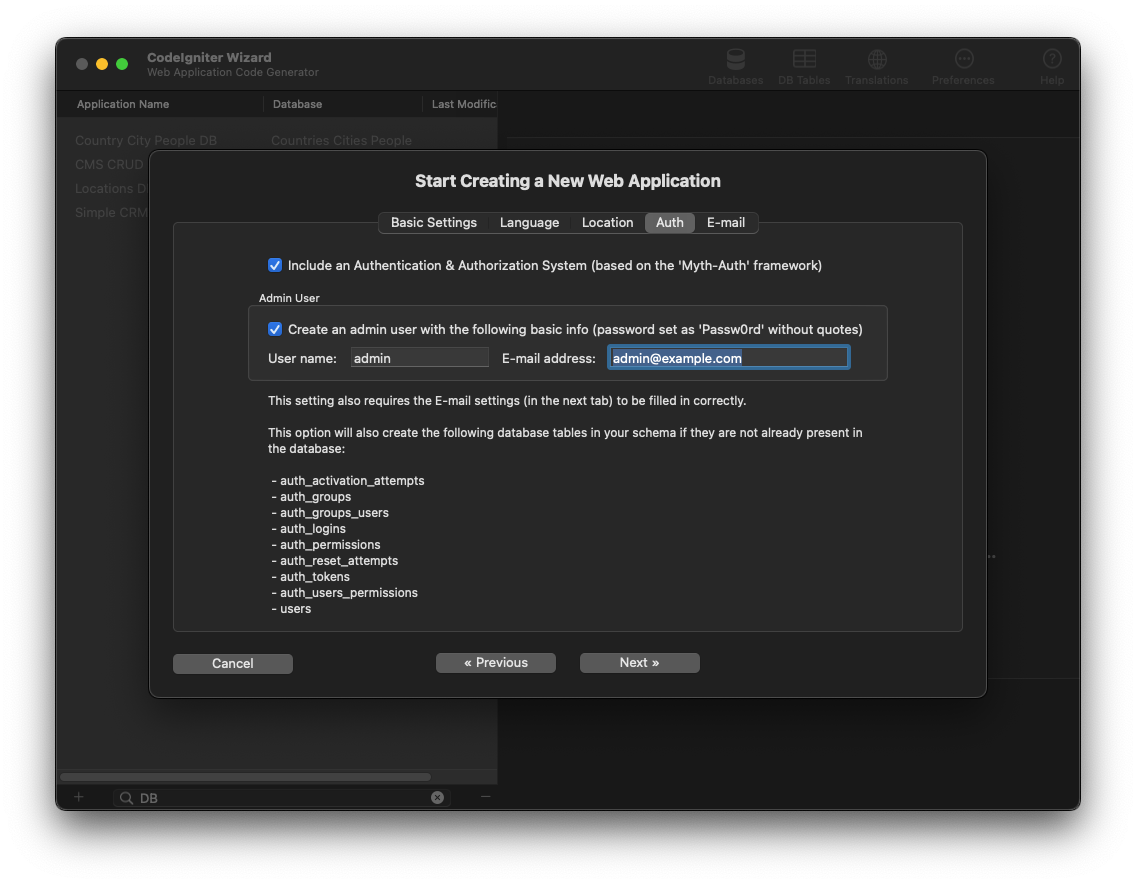 CodeIgniter Wizard
Web Application Code Generator
Databases DB Tables Translations Preferences Help
Application Name Database Last Modific
Country City People DB Countries Cities People
CMS CRUD
Locations D
Simple CRM
Start Creating a New Web Application
Basic Settings Language Location Auth E-mail
Include an Authentication & Authorization System (based on the 'Myth-Auth' framework)
Admin User
Create an admin user with the following basic info (password set as 'Passw0rd' without quotes)
User name: admin E-mail address: admin@example.com
This setting also requires the E-mail settings (in the next tab) to be filled in correctly.
This option will also create the following database tables in your schema if they are not already present in
the database:
- auth_activation_attempts
- auth_groups
- auth_groups_users
- auth_logins
- auth_permissions
- auth_reset_attempts
- auth_tokens
- auth_users_permissions
- users
Cancel « Previous Next »
DB